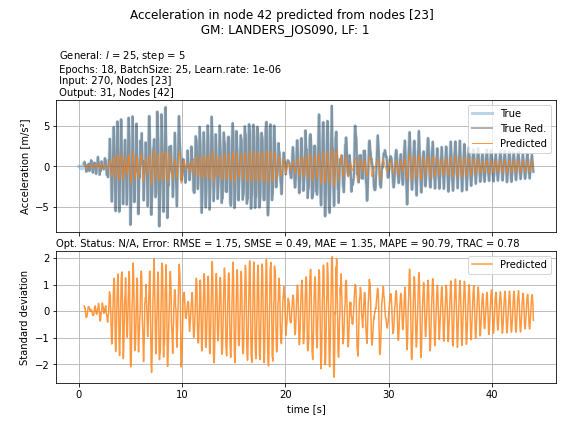 Acceleration in node 42 predicted from nodes [23]
GM: LANDERS_JOS090, LF: 1
General: l = 25, step = 5
Epochs: 18, BatchSize: 25, Learn.rate: 1e-06
Input: 270, Nodes [23]
Output: 31, Nodes [42]
Acceleration [m/s²]
5
0
−5
True
True Red.
Predicted
Opt. Status: N/A, Error: RMSE = 1.75, SMSE = 0.49, MAE = 1.35, MAPE = 90.79, TRAC = 0.78
Standard deviation
2
1
0
−1
−2
Predicted
0 10 20 30 40
time [s]